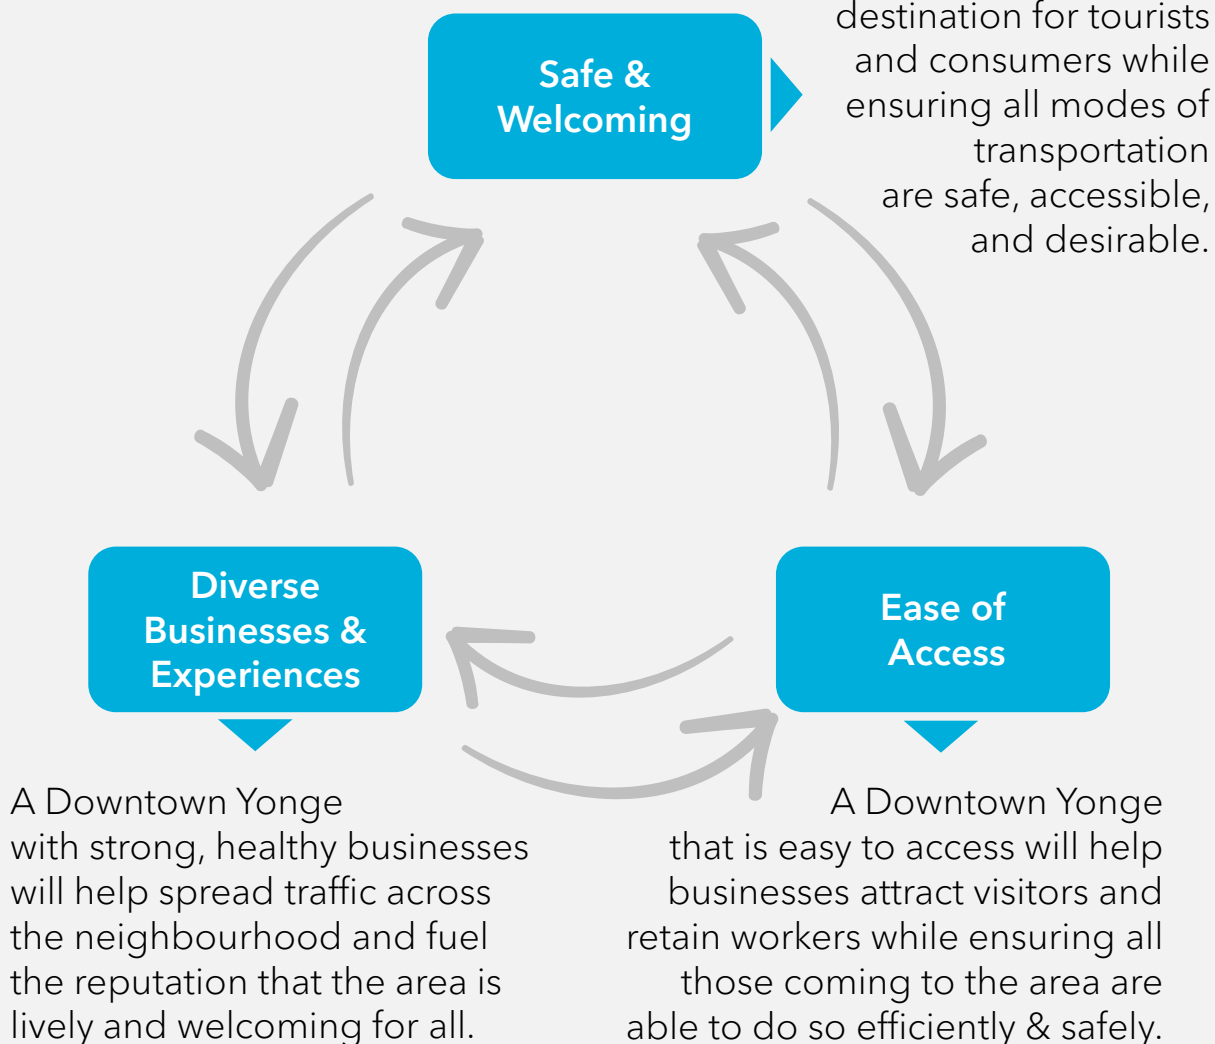 Safe &
Welcoming
destination for tourists
and consumers while
ensuring all modes of
transportation
are safe, accessible,
and desirable.
Diverse
Businesses &
Experiences
Ease of
Access
A Downtown Yonge
with strong, healthy businesses
will help spread traffic across
the neighbourhood and fuel
the reputation that the area is
lively and welcoming for all.
A Downtown Yonge
that is easy to access will help
businesses attract visitors and
retain workers while ensuring all
those coming to the area are
able to do so efficiently & safely.